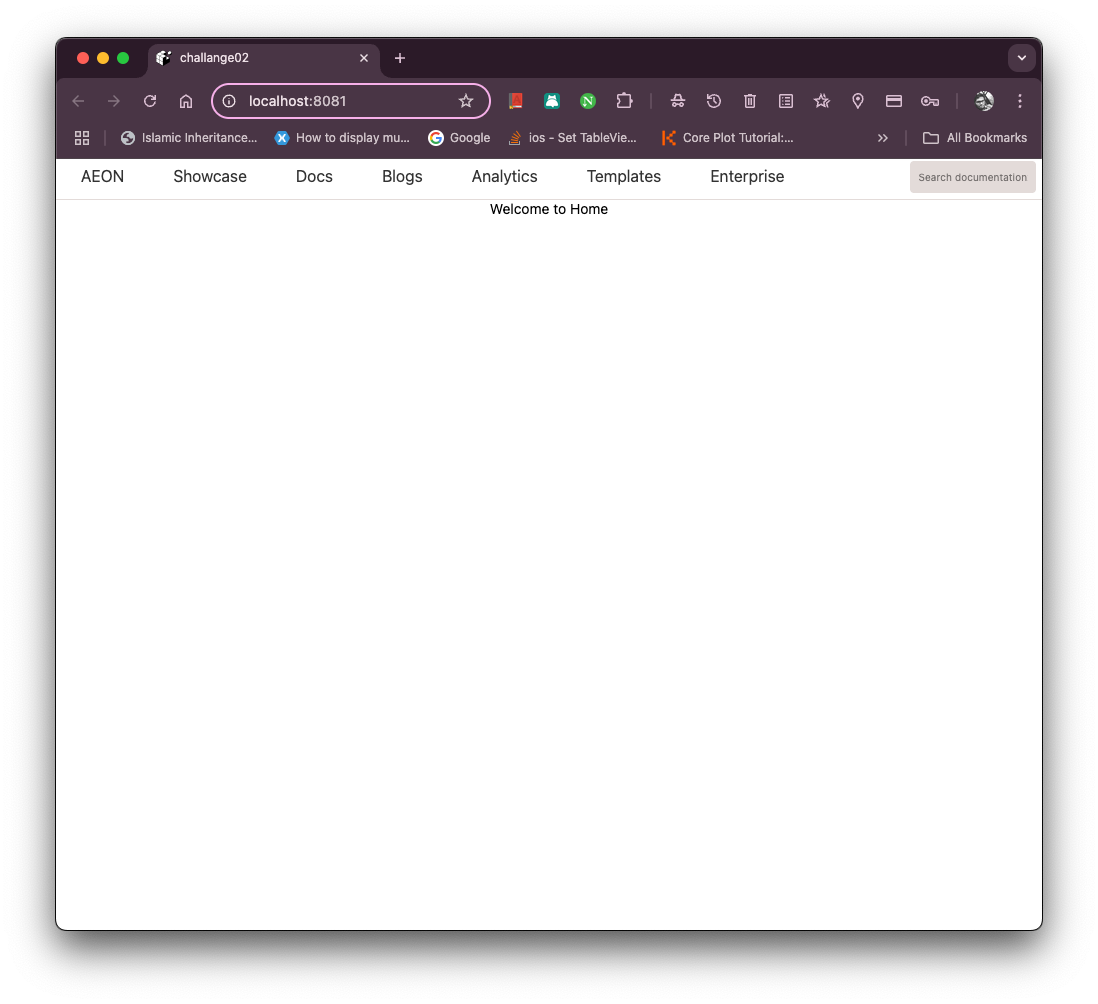 challange02
localhost:8081
Islamic Inheritance... How to display mu... Google ios - Set TableVie... Core Plot Tutorial:... All Bookmarks
AEON Showcase Docs Blogs Analytics Templates Enterprise Search documentation
Welcome to Home